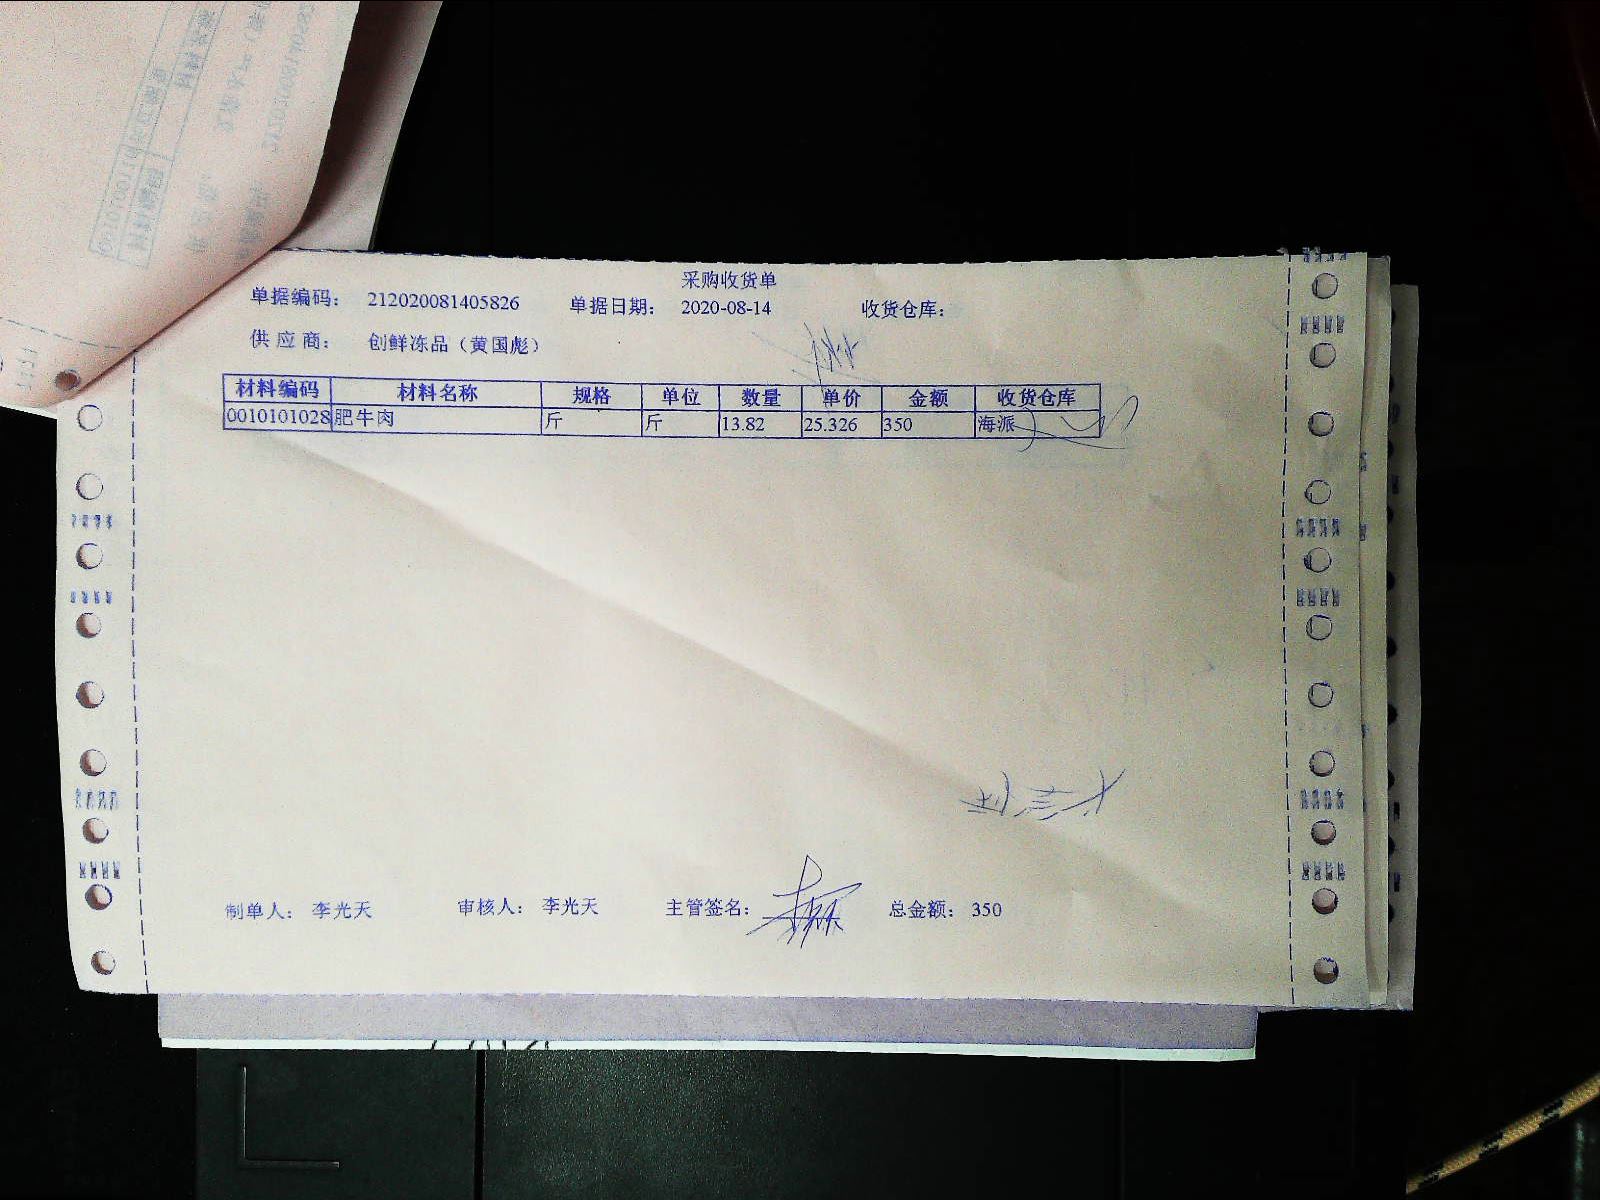 采购收货单
单据编码： 212020081405826 单据日期： 2020-08-14 收货仓库：
供应商： 创鲜冻品（黄国彪）
材料编码 材料名称 规格 单位 数量 单价 金额 收货仓库
0010101028 肥牛肉 斤 斤 13.82 25.326 350 海派
制单人： 李光天 审核人： 李光天 主管签名： 总金额： 350